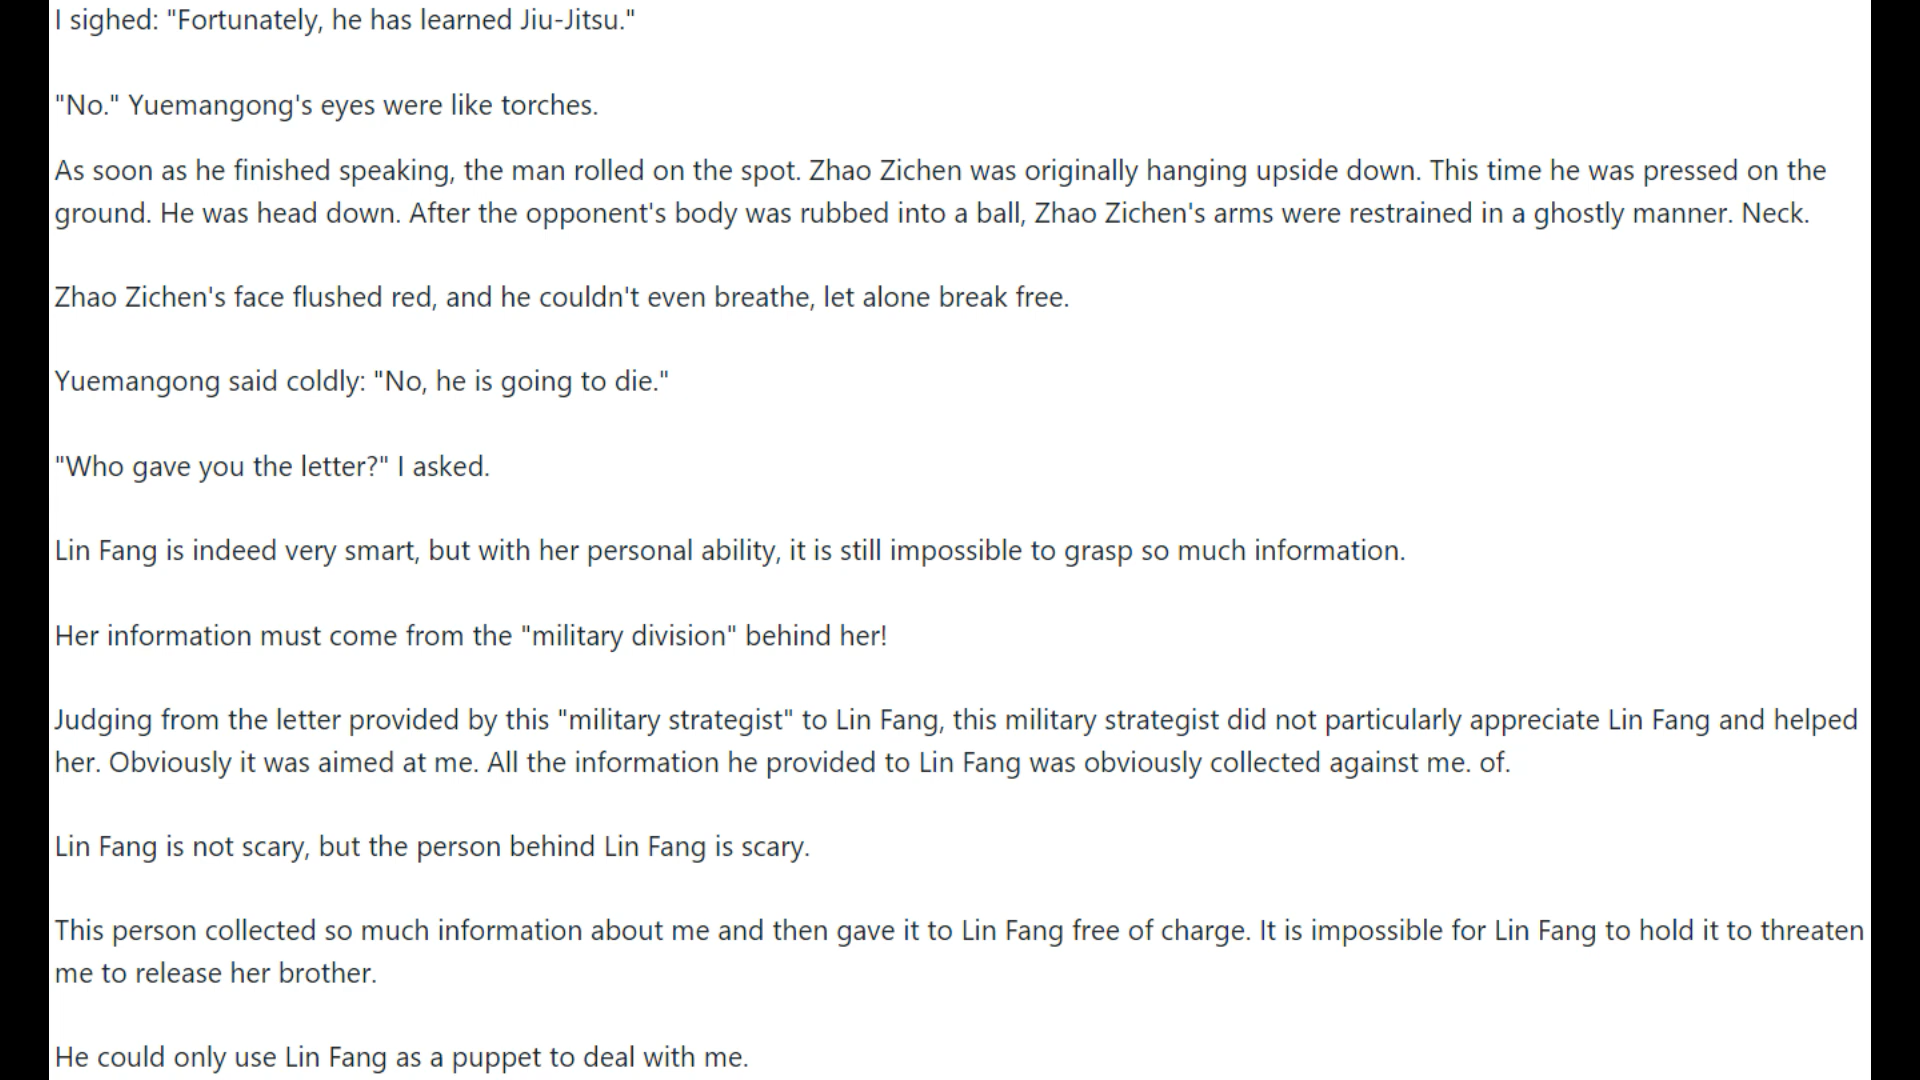 I sighed: "Fortunately, he has learned Jiu-Jitsu."
"No." Yuemangong's eyes were like torches.
As soon as he finished speaking, the man rolled on the spot. Zhao Zichen was originally hanging upside down. This time he was pressed on the
ground. He was head down. After the opponent's body was rubbed into a ball, Zhao Zichen's arms were restrained in a ghostly manner. Neck.
Zhao Zichen's face flushed red, and he couldn't even breathe, let alone break free.
Yuemangong said coldly: "No, he is going to die."
"Who gave you the letter?" I asked.
Lin Fang is indeed very smart, but with her personal ability, it is still impossible to grasp so much information.
Her information must come from the "military division" behind her!
Judging from the letter provided by this "military strategist" to Lin Fang, this military strategist did not particularly appreciate Lin Fang and helped
her. Obviously it was aimed at me. All the information he provided to Lin Fang was obviously collected against me. of.
Lin Fang is not scary, but the person behind Lin Fang is scary.
This person collected so much information about me and then gave it to Lin Fang free of charge. It is impossible for Lin Fang to hold it to threaten
me to release her brother.
He could only use Lin Fang as a puppet to deal with me.